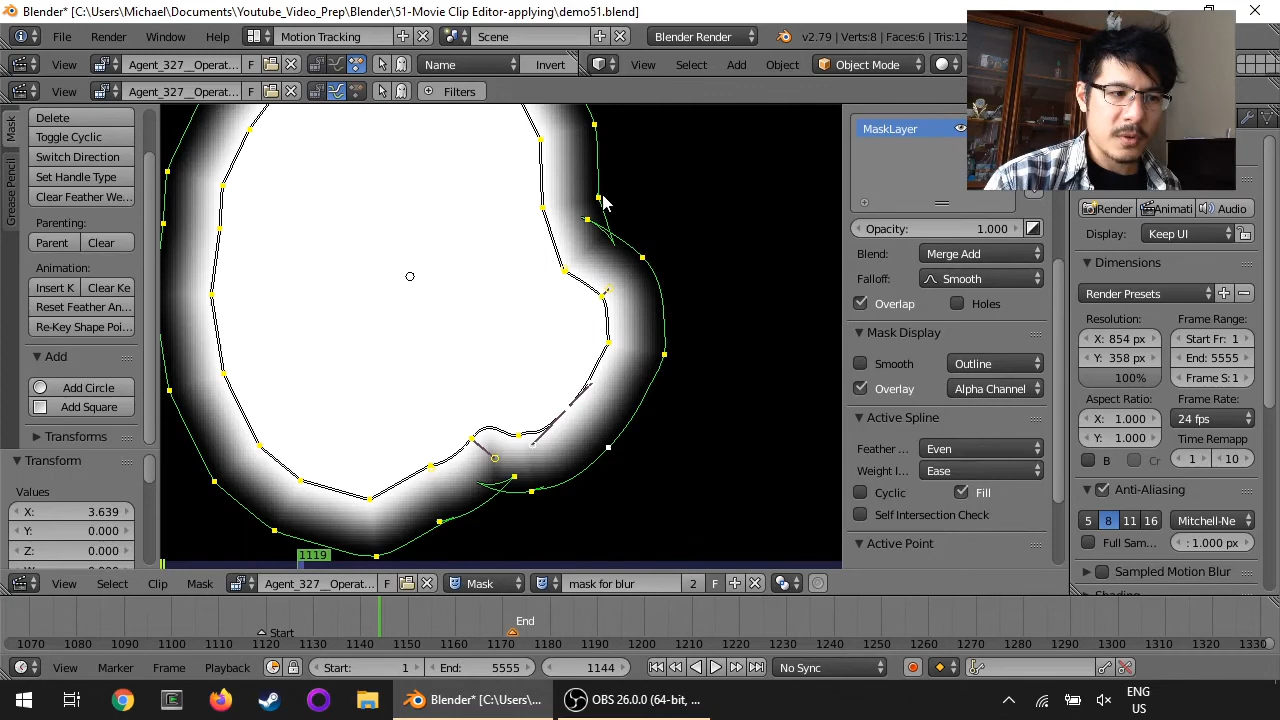 Blender* [C:\Users\Michael\Documents\Youtube_Video_Prep\Blender\51-Movie Clip Editor-applying\demo51.blend]
File Render Window Help Motion Tracking Scene Blender Render v2.79 | Verts:8 | Faces:6 | Tris:12
View Agent_327__Operat... F Name Invert View Select Add Object Object Mode
View Agent_327__Operat... F Filters
Mask
Grease Pencil
Delete
Toggle Cyclic
Switch Direction
Set Handle Type
Clear Feather We...
Parenting:
Parent Clear
Animation:
Insert K Clear Ke
Reset Feather An...
Re-Key Shape Poi...
Add
Add Circle
Add Square
Transforms
Transform
Values
X: 3.639
Y: 0.000
Z: 0.000
1119
MaskLayer
Opacity: 1.000
Blend: Merge Add
Falloff: Smooth
Overlap Holes
Mask Display
Smooth Outline
Overlay Alpha Channel
Active Spline
Feather ... Even
Weight I... Ease
Cyclic Fill
Self Intersection Check
Active Point
Render Animati Audio
Display: Keep UI
Dimensions
Render Presets
Resolution: Frame Range:
X: 854 px Start Fr: 1
Y: 358 px End: 5555
100% Frame S: 1
Aspect Ratio: Frame Rate:
X: 1.000 24 fps
Y: 1.000 Time Remapp
B Cr 1 10
Anti-Aliasing
5 8 11 16 Mitchell-Ne
Full Sam... : 1.000 px
Sampled Motion Blur
Shading
View Select Clip Mask Agent_327__Operat... F Mask mask for blur 2 F
Start End
1070 1080 1090 1100 1110 1120 1130 1140 1150 1160 1170 1180 1190 1200 1210 1220 1230 1240 1250 1260 1270 1280 1290 1300 1310 1320 1330
View Marker Frame Playback Start: 1 End: 5555 1144 No Sync
Blender* [C:\Users\... OBS 26.0.0 (64-bit, ... ENG
US